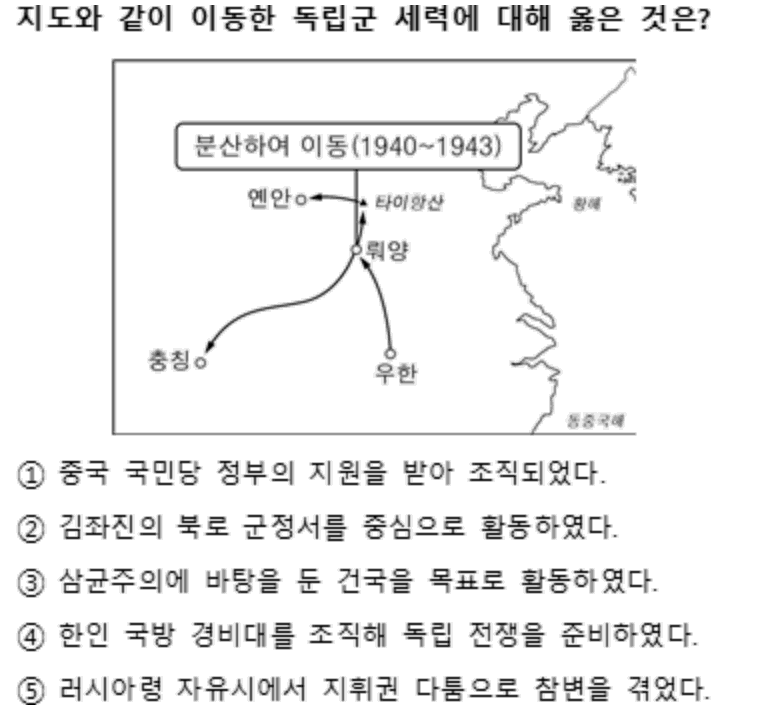 지도와 같이 이동한 독립군 세력에 대해 옳은 것은?
분산하여 이동(1940~1943)
옌안
타이항산
황해
뤄양
충칭
우한
동중국해
① 중국 국민당 정부의 지원을 받아 조직되었다.
② 김좌진의 북로 군정서를 중심으로 활동하였다.
③ 삼균주의에 바탕을 둔 건국을 목표로 활동하였다.
④ 한인 국방 경비대를 조직해 독립 전쟁을 준비하였다.
⑤ 러시아령 자유시에서 지휘권 다툼으로 참변을 겪었다.